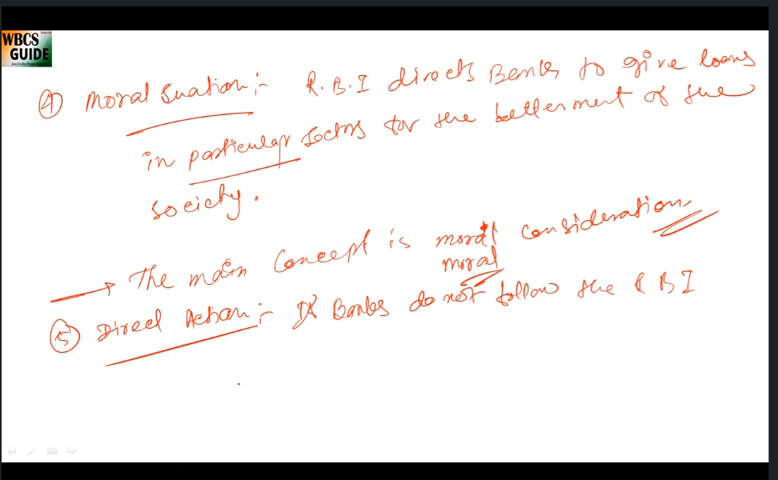 WBCS
GUIDE
④ Moral Suation :- R.B.I directs Banks to give loans
in particular sectors for the betterment of the
society.
→ The main concept is moral consideration
moral
⑤ Direct Action :- If Banks do not follow the RBI